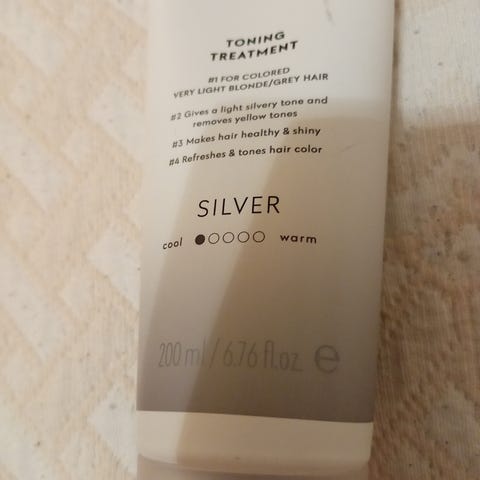 TONING
TREATMENT
#1 FOR COLORED
VERY LIGHT BLONDE/GREY HAIR
#2 Gives a light silvery tone and
removes yellow tones
#3 Makes hair healthy & shiny
#4 Refreshes & tones hair color
SILVER
cool warm
200 ml / 6.76 fl.oz. ℮